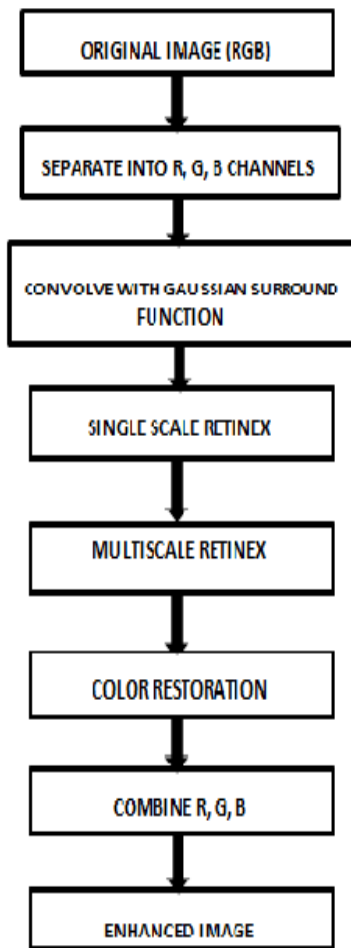 ORIGINAL IMAGE (RGB)
SEPARATE INTO R, G, B CHANNELS
CONVOLVE WITH GAUSSIAN SURROUND
FUNCTION
SINGLE SCALE RETINEX
MULTISCALE RETINEX
COLOR RESTORATION
COMBINE R, G, B
ENHANCED IMAGE